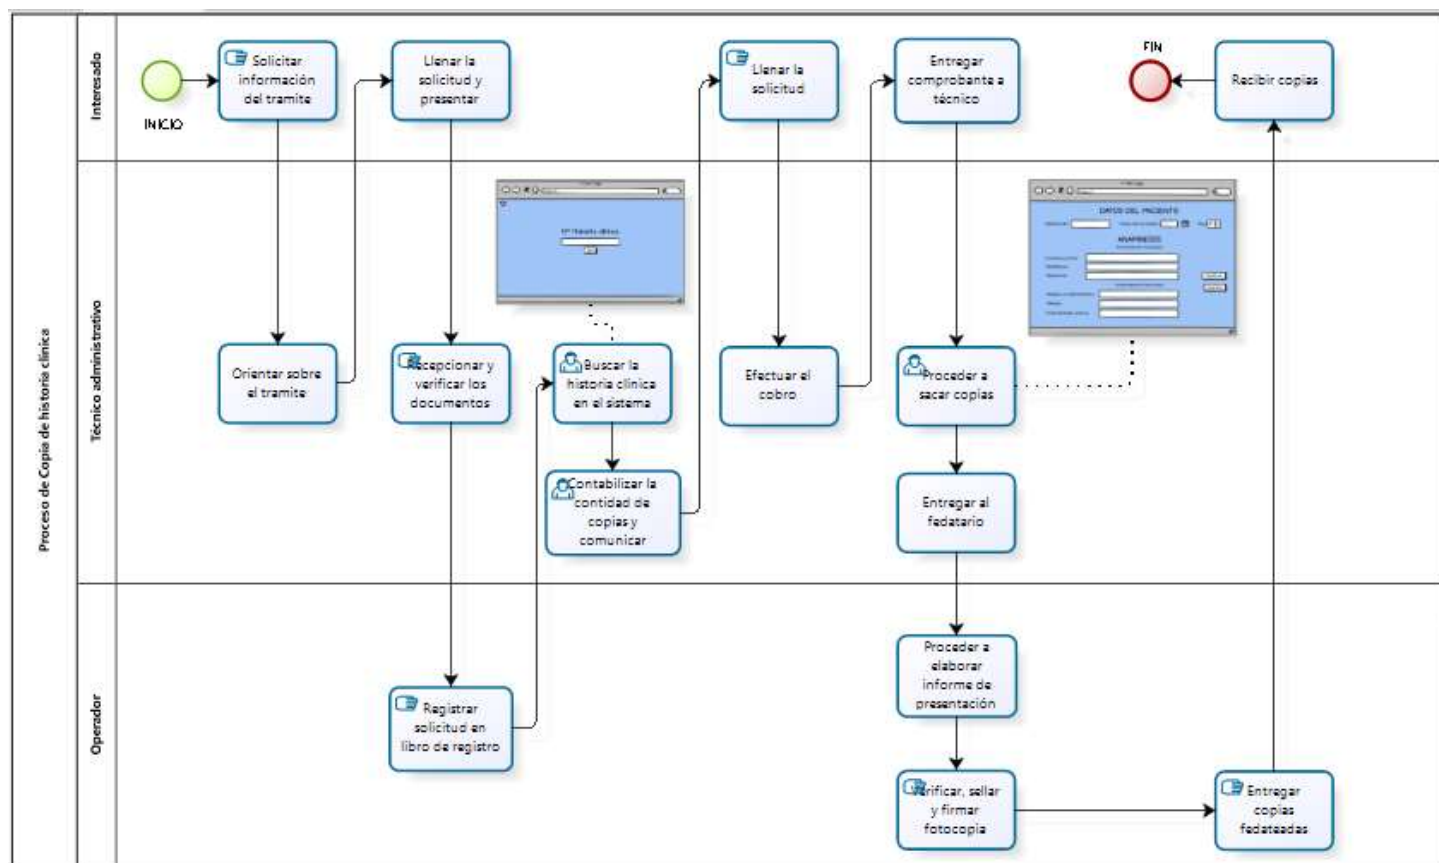 Proceso de Copia de historia clínica
Interesado
INICIO
Solicitar
información
del tramite
Llenar la
solicitud y
presentar
Llenar la
solicitud
Entregar
comprobante a
técnico
FIN
Recibir copias
Técnico administrativo
DATOS DEL PACIENTE
Orientar sobre
el tramite
Recepcionar y
verificar los
documentos
Buscar la
historia clínica
en el sistema
Efectuar el
cobro
Proceder a
sacar copias
Contabilizar la
contidad de
copias y
comunicar
Entregar al
fedatario
Operador
Registrar
solicitud en
libro de registro
Proceder a
elaborar
informe de
presentación
Verificar, sellar
y firmar
fotocopia
Entregar
copias
fedateadas